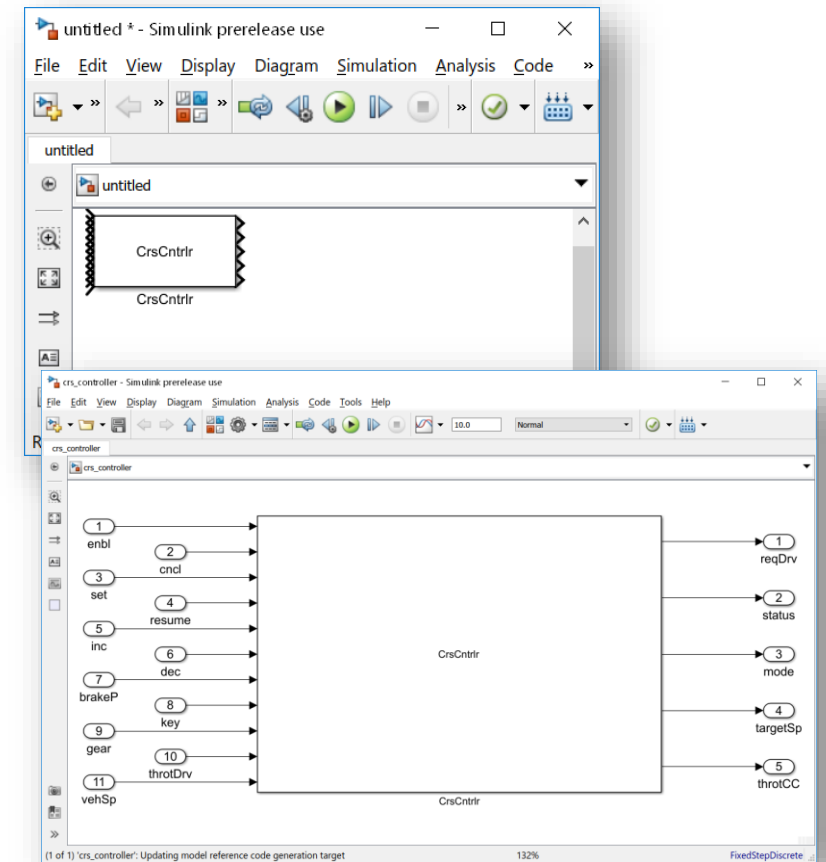 untitled * - Simulink prerelease use
File Edit View Display Diagram Simulation Analysis Code »
» » » »
untitled
untitled
CrsCntrlr
CrsCntrlr
R
crs_controller - Simulink prerelease use
File Edit View Display Diagram Simulation Analysis Code Tools Help
10.0 Normal
crs_controller
crs_controller
1
enbl
2
cncl
3
set
4
resume
5
inc
6
dec
7
brakeP
8
key
9
gear
10
throtDrv
11
vehSp
CrsCntrlr
CrsCntrlr
1
reqDrv
2
status
3
mode
4
targetSp
5
throtCC
»
(1 of 1) 'crs_controller': Updating model reference code generation target 132% FixedStepDiscrete